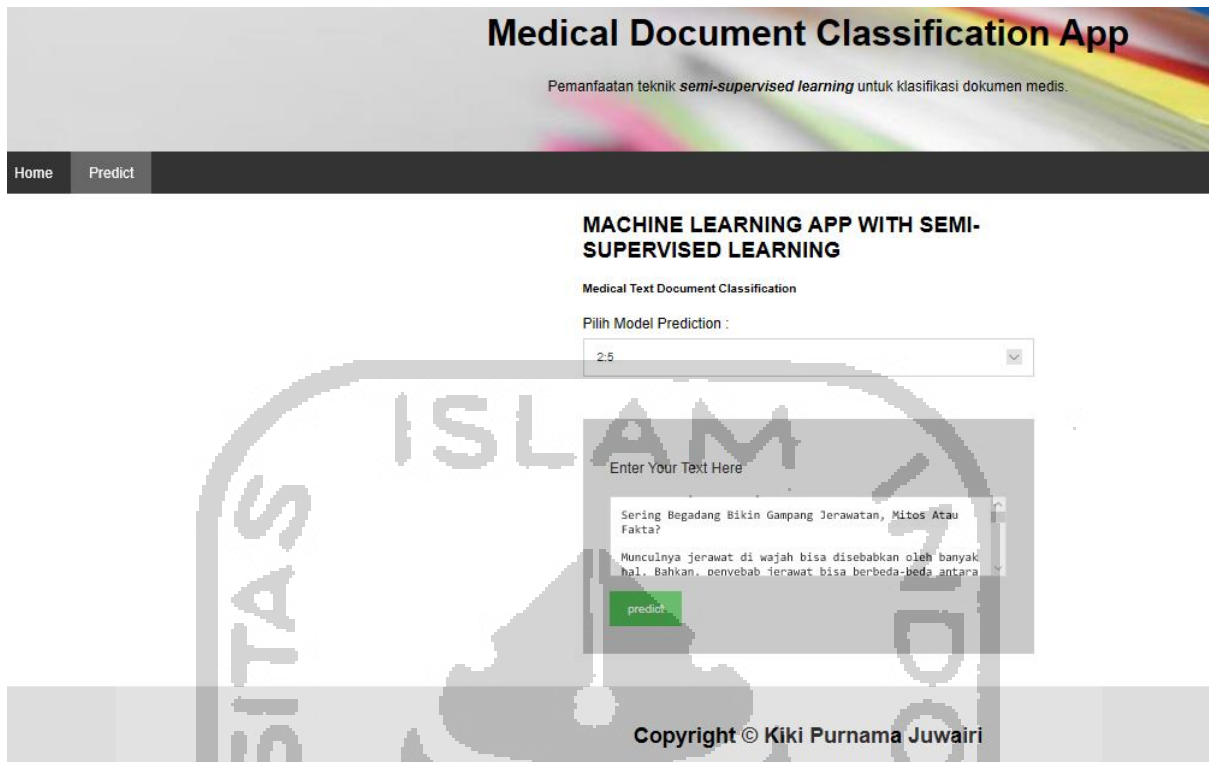 Medical Document Classification App
Pemanfaatan teknik semi-supervised learning untuk klasifikasi dokumen medis.
Home Predict
MACHINE LEARNING APP WITH SEMI-
SUPERVISED LEARNING
Medical Text Document Classification
Pilih Model Prediction :
2:5
ISLAM
Enter Your Text Here
Sering Begadang Bikin Gampang Jerawatan, Mitos Atau
Fakta?
Munculnya jerawat di wajah bisa disebabkan oleh banyak
hal. Bahkan, penyebab jerawat bisa berbeda-beda antara
predict
SITAS
INDO
Copyright © Kiki Purnama Juwairi